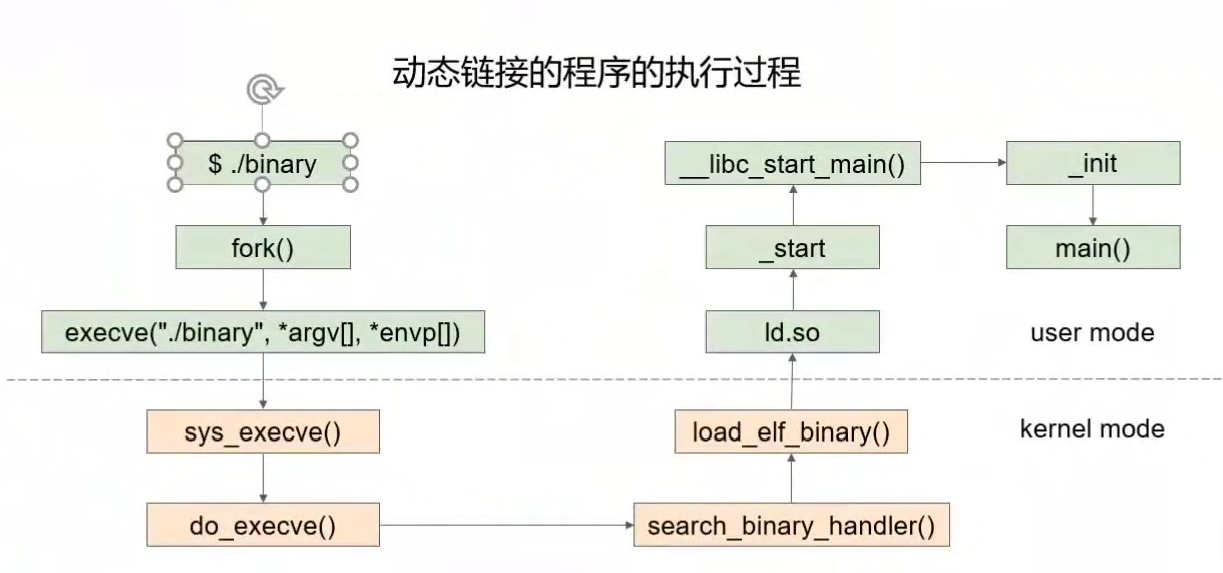 动态链接的程序的执行过程
$ ./binary
fork()
execve("./binary", *argv[], *envp[])
sys_execve()
do_execve()
search_binary_handler()
load_elf_binary()
ld.so
_start
__libc_start_main()
_init
main()
user mode
kernel mode